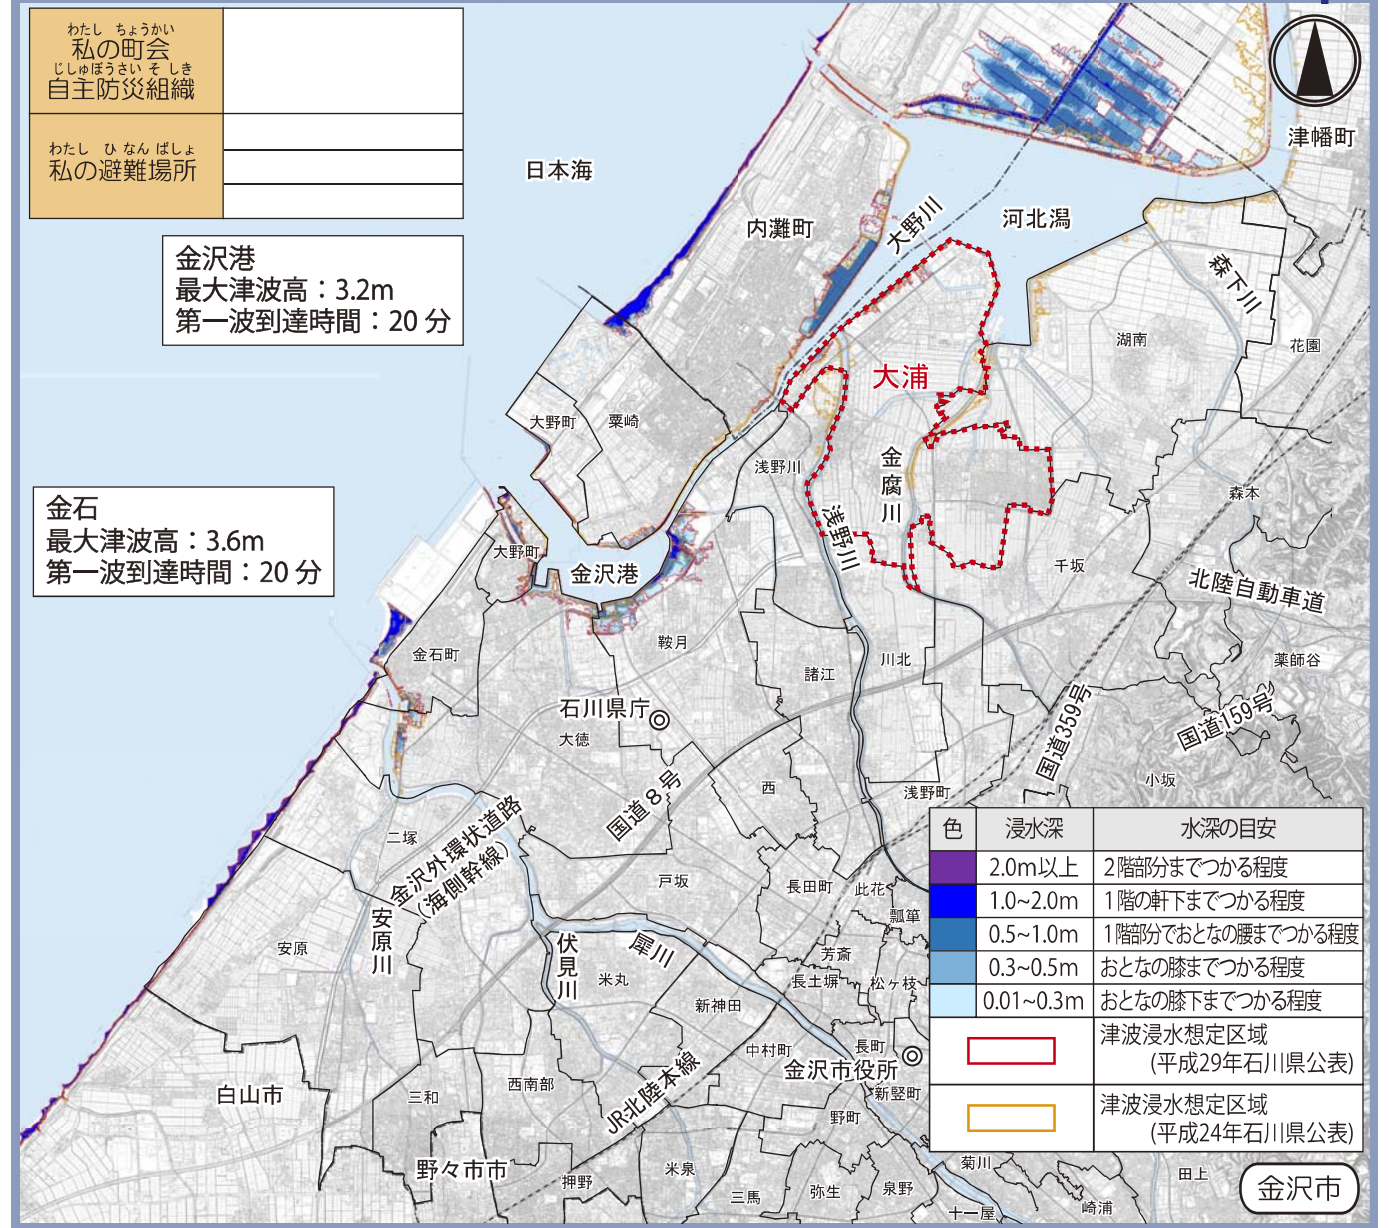 わたし ちょうかい
私の町会
じしゅぼうさい そ しき
自主防災組織
わたし ひ なん ばしょ
私の避難場所
金沢港
最大津波高：3.2m
第一波到達時間：20 分
金石
最大津波高：3.6m
第一波到達時間：20 分
日本海
津幡町
内灘町
大野川
河北潟
森下川
花園
湖南
大浦
大野町
粟崎
浅野川
金腐川
森本
浅野川
大野町
金沢港
千坂
北陸自動車道
金石町
鞍月
諸江
川北
薬師谷
石川県庁
大徳
国道359号
国道159号
小坂
西
国道８号
浅野町
二塚
金沢外環状道路
（海側幹線）
戸坂
長田町
此花
瓢箪
安原
安原川
伏見川
犀川
米丸
芳斎
長土塀
松ヶ枝
新神田
中村町
長町
金沢市役所
新竪町
白山市
三和
西南部
JR北陸本線
野町
野々市市
押野
米泉
三馬
弥生
泉野
菊川
十一屋
崎浦
田上
色 浸水深 水深の目安
2.0m以上 2階部分までつかる程度
1.0~2.0m 1階の軒下までつかる程度
0.5~1.0m 1階部分でおとなの腰までつかる程度
0.3~0.5m おとなの膝までつかる程度
0.01~0.3m おとなの膝下までつかる程度
津波浸水想定区域
(平成29年石川県公表)
津波浸水想定区域
(平成24年石川県公表)
金沢市